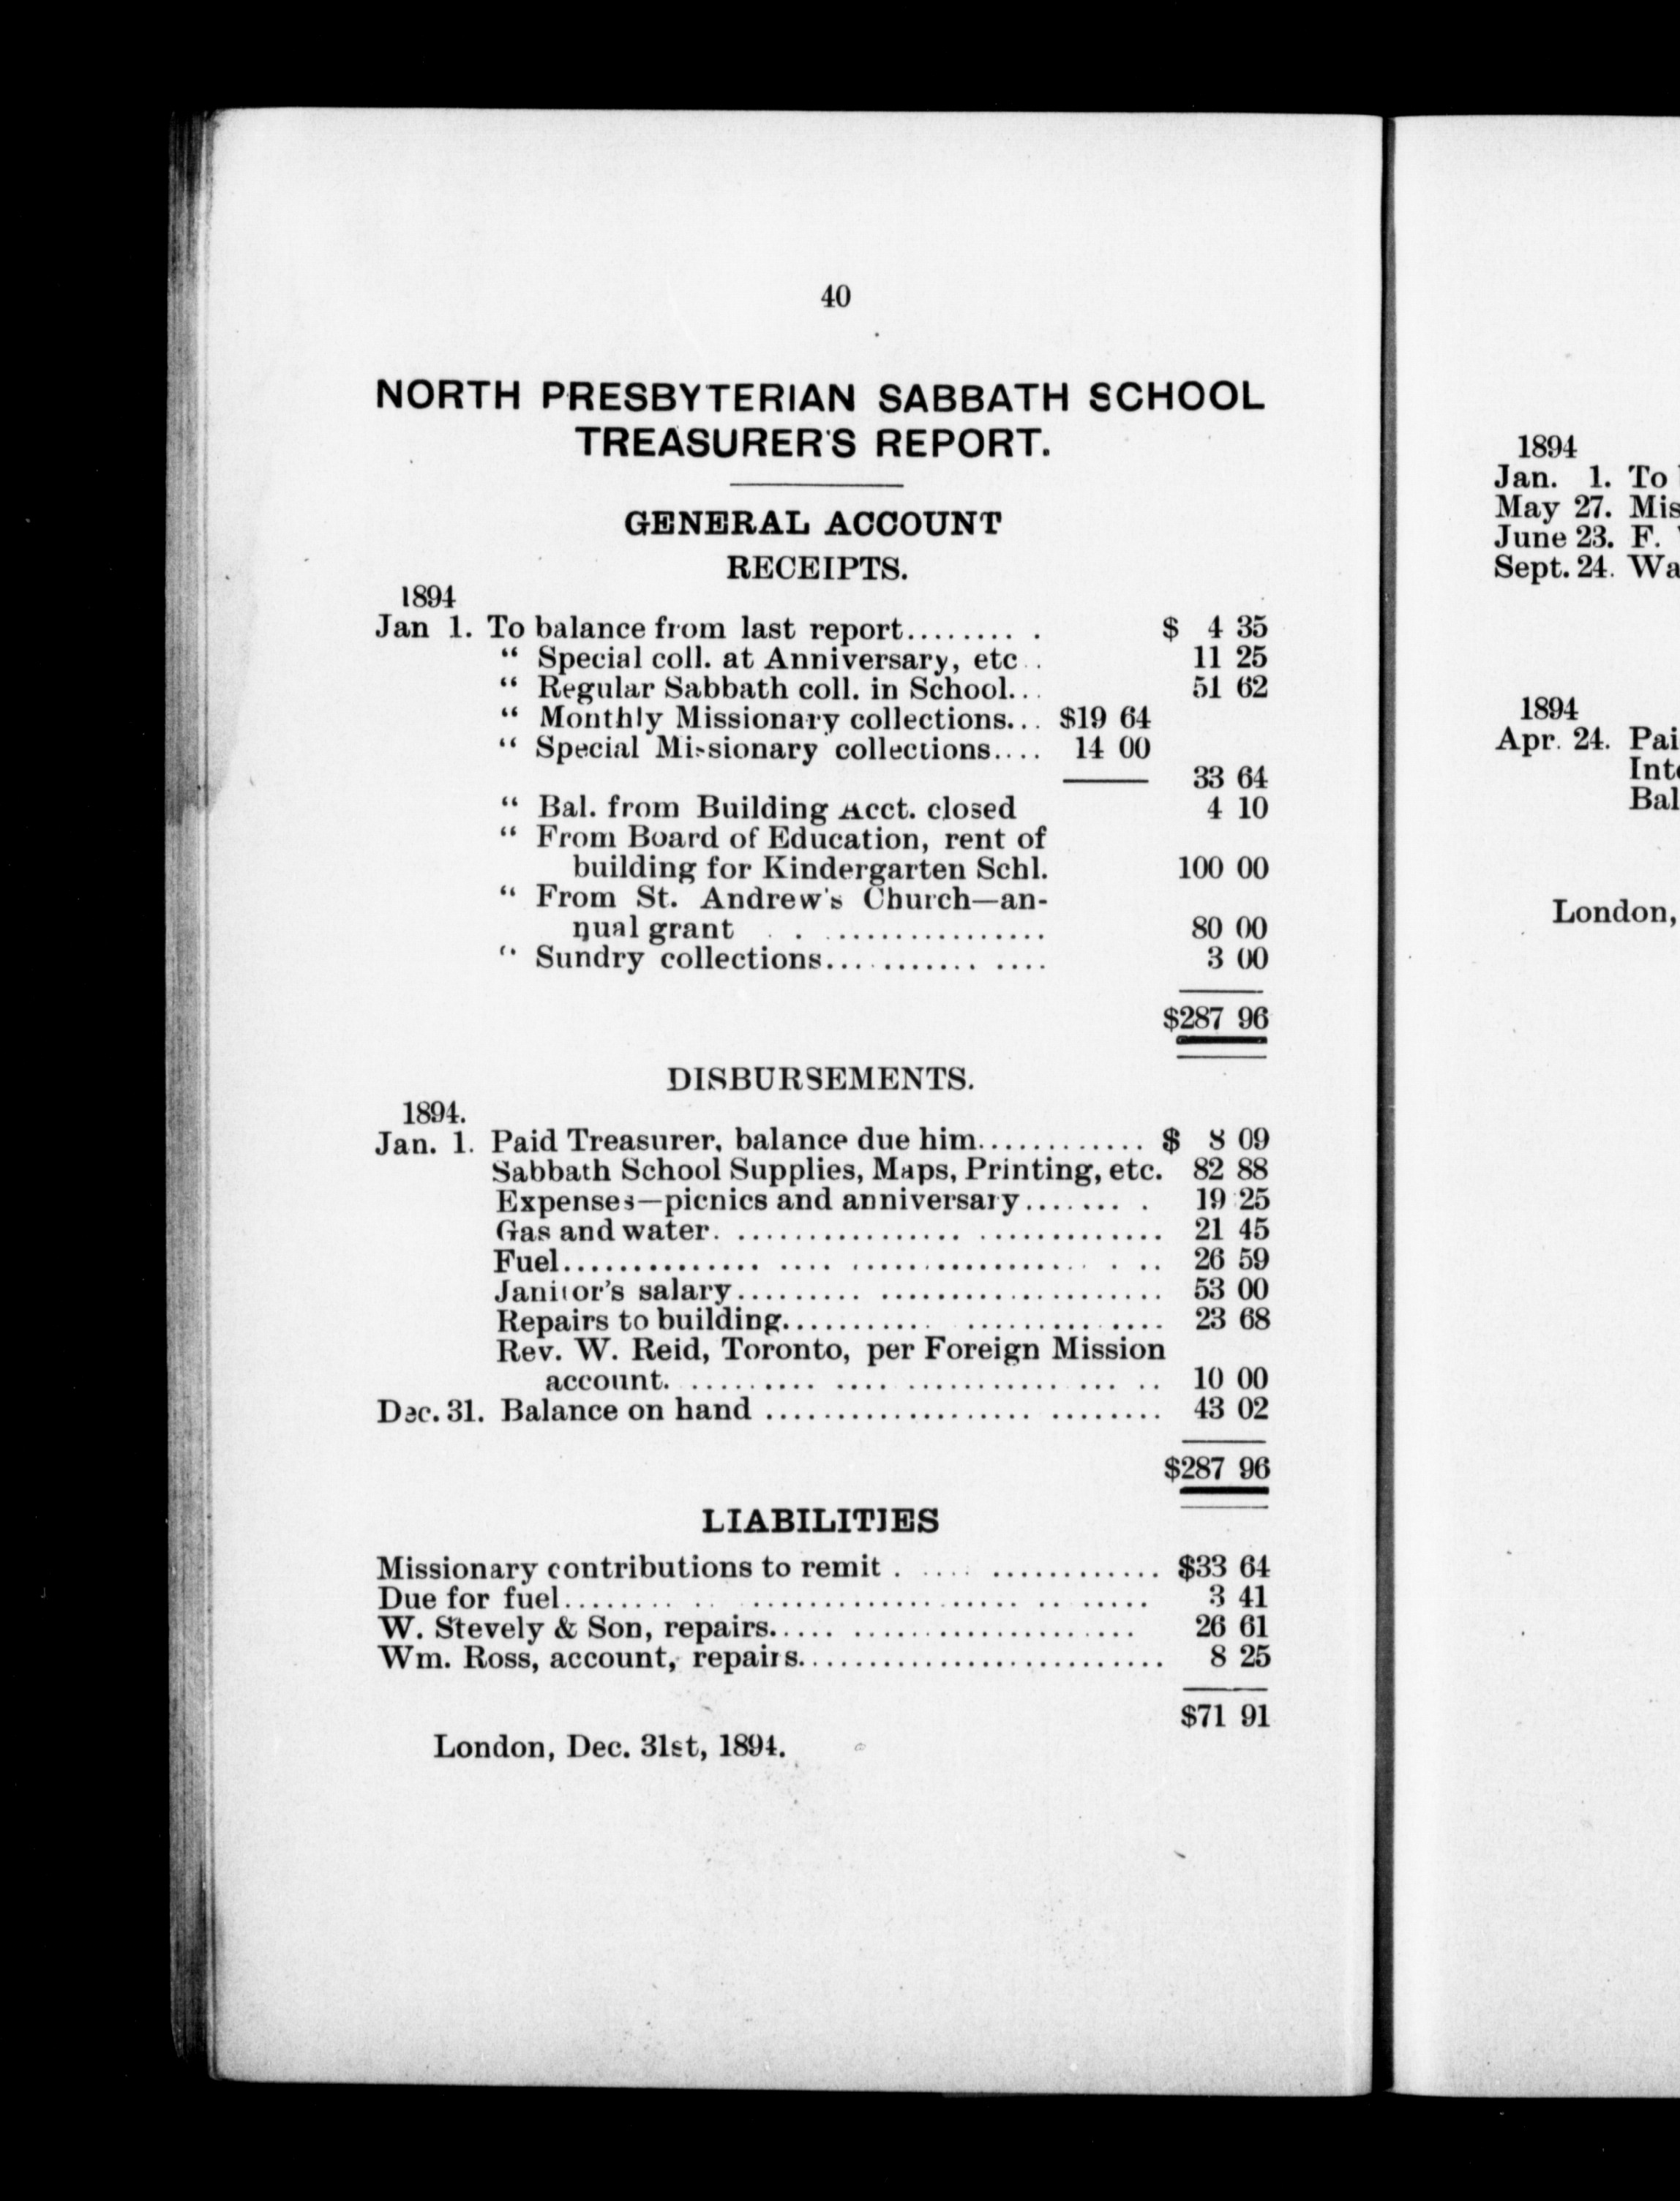 40
NORTH PRESBYTERIAN SABBATH SCHOOL
TREASURER'S REPORT.
GENERAL ACCOUNT
RECEIPTS.
1894
Jan 1. To balance from last report......... . $ 4 35
" Special coll. at Anniversary, etc . . 11 25
" Regular Sabbath coll. in School... 51 62
" Monthly Missionary collections... $19 64
" Special Missionary collections.... 14 00
33 64
" Bal. from Building Acct. closed 4 10
" From Board of Education, rent of
building for Kindergarten Schl. 100 00
" From St. Andrew's Church—an-
nual grant . ................ 80 00
" Sundry collections............ .... 3 00
$287 96
DISBURSEMENTS.
1894.
Jan. 1. Paid Treasurer, balance due him............ $ 8 09
Sabbath School Supplies, Maps, Printing, etc. 82 88
Expenses—picnics and anniversary....... . 19 25
Gas and water. ................ ............. 21 45
Fuel.............. .... ................. . .. 26 59
Janitor's salary......... .................... 53 00
Repairs to building........... ......... .... 23 68
Rev. W. Reid, Toronto, per Foreign Mission
account. .......... .... ............. ... .. 10 00
Dec. 31. Balance on hand ................... ........ 43 02
$287 96
LIABILITIES
Missionary contributions to remit . .... ............ $33 64
Due for fuel........ .. .................... .. ...... 3 41
W. Stevely & Son, repairs..... ................... 26 61
Wm. Ross, account, repairs........................... 8 25
$71 91
London, Dec. 31st, 1894.
1894
Jan. 1. To
May 27. Mis
June 23. F.
Sept. 24. Wa
1894
Apr. 24. Pai
Inte
Bal
London,